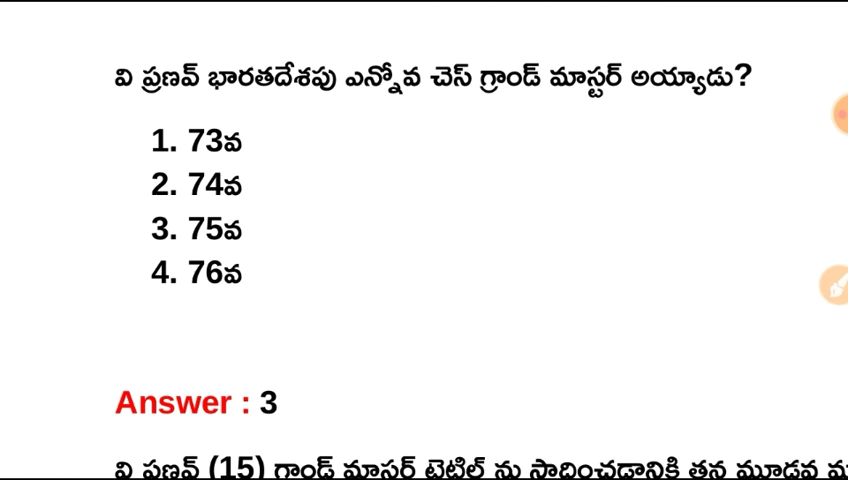 వి ప్రణవ్ భారతదేశపు ఎన్నోవ చెస్ గ్రాండ్ మాస్టర్ అయ్యాడు?
1. 73వ
2. 74వ
3. 75వ
4. 76వ
Answer : 3
వి ప్రణవ్ (15) గ్రాండ్ మాస్టర్ టైటిల్ ను సాధించడానికి తన మూడవ